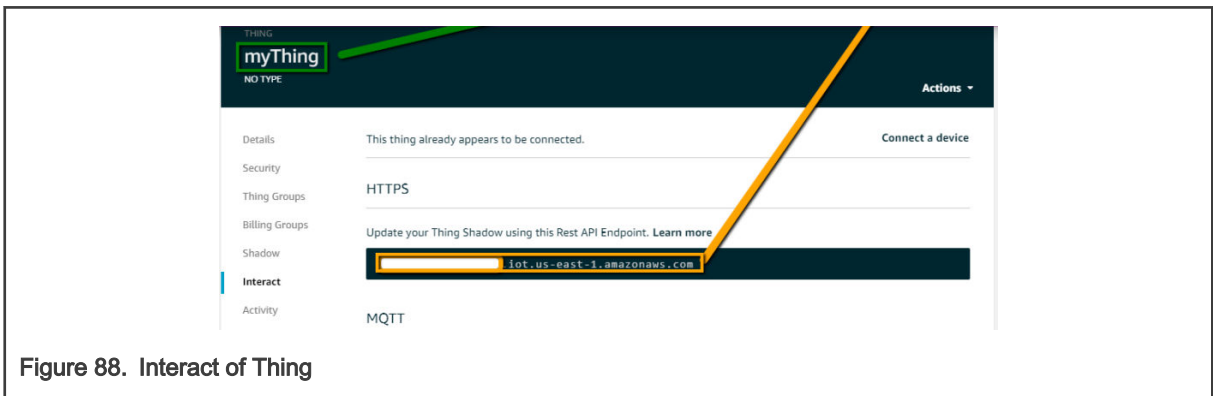 THING
myThing
NO TYPE
Actions
Details
This thing already appears to be connected.
Connect a device
Security
HTTPS
Thing Groups
Billing Groups
Update your Thing Shadow using this Rest API Endpoint. Learn more
Shadow
iot.us-east-1.amazonaws.com
Interact
Activity
MQTT
Figure 88. Interact of Thing